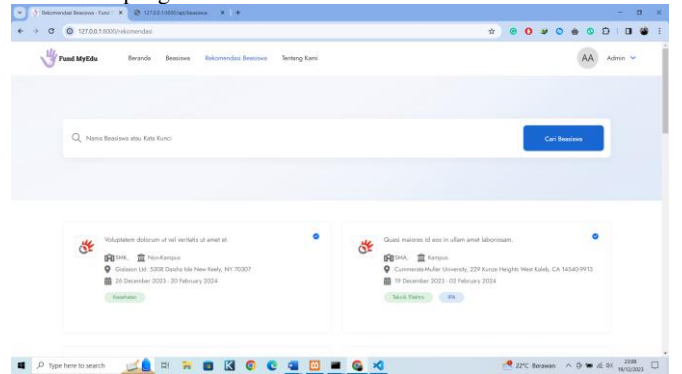 Rekomendasi Beasiswa - Fund
127.0.0.1:8000/api/beasiswa
127.0.0.1:8000/rekomendasi
Fund MyEdu Beranda Beasiswa Rekomendasi Beasiswa Tentang Kami AA Admin
Nama Beasiswa atau Kata Kunci Cari Beasiswa
Voluptatem dolorum ut vel veritatis ut amet et.
SMK, Non-Kampus
Gislason Ltd. 5308 Daisha Isle New Keely, NY 70307
26 December 2023 - 20 February 2024
Kesehatan
Quasi maiores id eos in ullam amet laboriosam.
SMA, Kampus
Cummerata-Muller University, 229 Kunze Heights West Kaleb, CA 14540-9913
19 December 2023 - 02 February 2024
Teknik Elektro IPA
Type here to search 22°C Berawan 19/12/2023